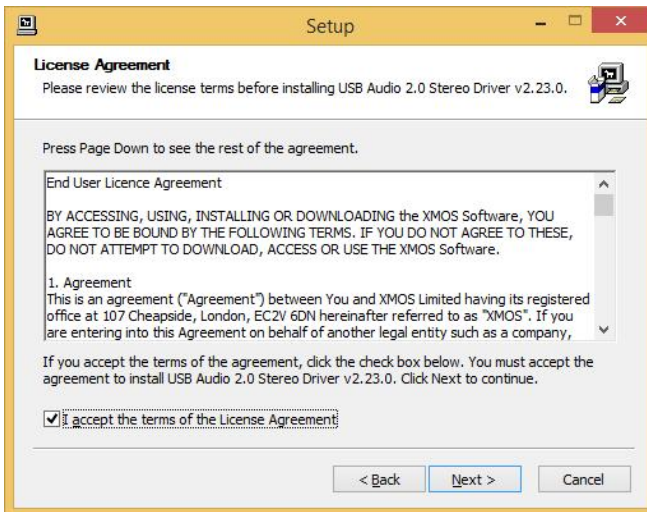 Setup
License Agreement
Please review the license terms before installing USB Audio 2.0 Stereo Driver v2.23.0.
Press Page Down to see the rest of the agreement.
End User Licence Agreement
BY ACCESSING, USING, INSTALLING OR DOWNLOADING the XMOS Software, YOU
AGREE TO BE BOUND BY THE FOLLOWING TERMS. IF YOU DO NOT AGREE TO THESE,
DO NOT ATTEMPT TO DOWNLOAD, ACCESS OR USE THE XMOS Software.
1. Agreement
This is an agreement ("Agreement") between You and XMOS Limited having its registered
office at 107 Cheapside, London, EC2V 6DN hereinafter referred to as "XMOS". If you
are entering into this Agreement on behalf of another legal entity such as a company,
If you accept the terms of the agreement, click the check box below. You must accept the
agreement to install USB Audio 2.0 Stereo Driver v2.23.0. Click Next to continue.
I accept the terms of the License Agreement
< Back
Next >
Cancel